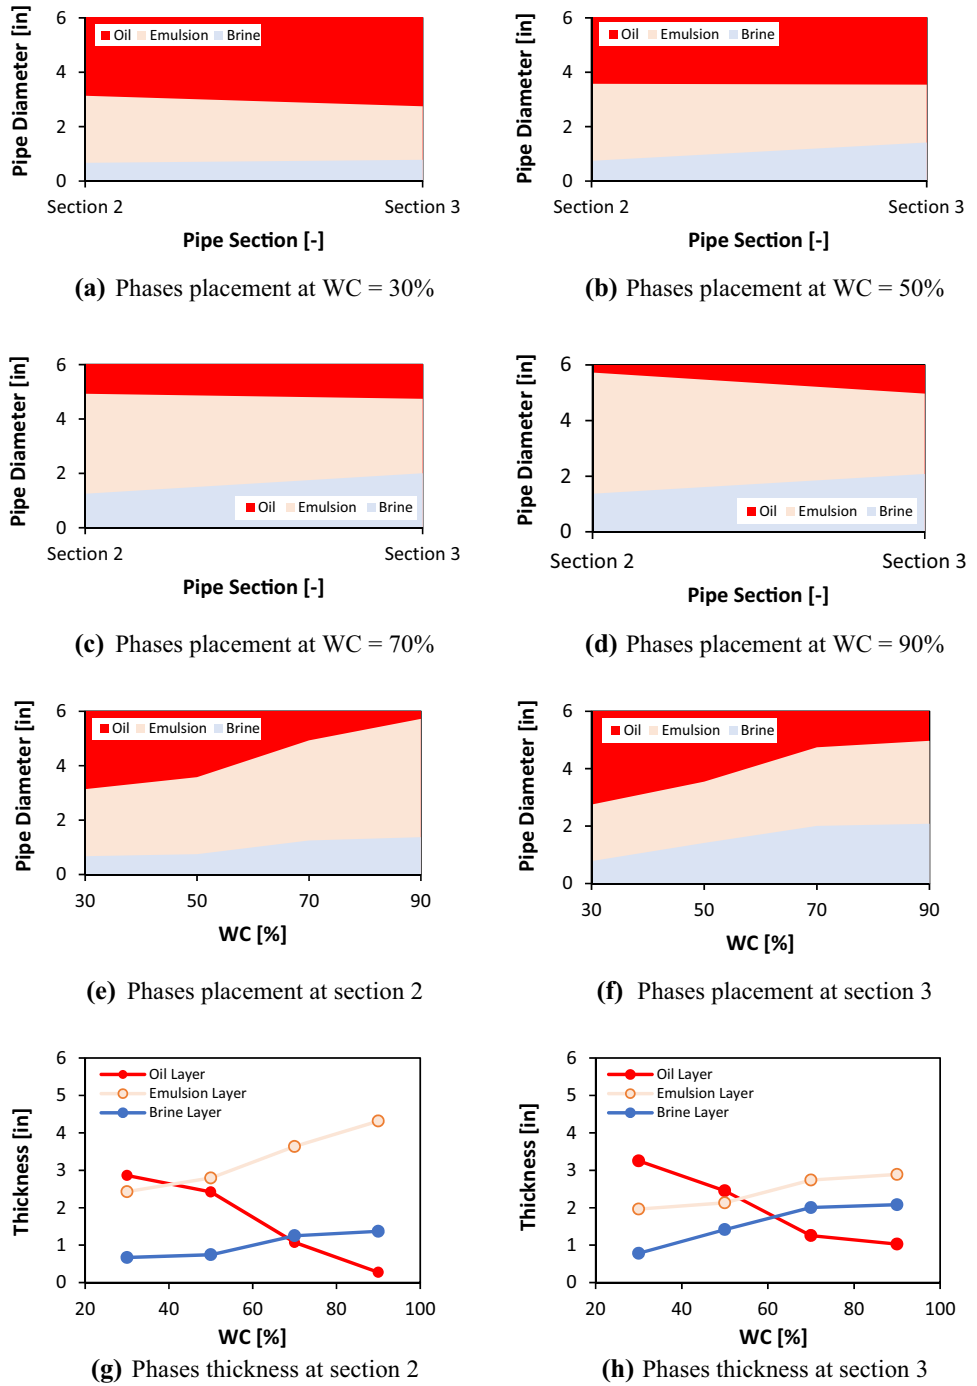 Pipe Diameter [in]
6
4
2
0
Oil Emulsion Brine
Section 2 Section 3
Pipe Section [-]
(a) Phases placement at WC = 30%
Pipe Diameter [in]
6
4
2
0
Oil Emulsion Brine
Section 2 Section 3
Pipe Section [-]
(b) Phases placement at WC = 50%
Pipe Diameter [in]
6
4
2
0
Oil Emulsion Brine
Section 2 Section 3
Pipe Section [-]
(c) Phases placement at WC = 70%
Pipe Diameter [in]
6
4
2
0
Oil Emulsion Brine
Section 2 Section 3
Pipe Section [-]
(d) Phases placement at WC = 90%
Pipe Diameter [in]
6
4
2
0
Oil Emulsion Brine
30 50 70 90
WC [%]
(e) Phases placement at section 2
Pipe Diameter [in]
6
4
2
0
Oil Emulsion Brine
30 50 70 90
WC [%]
(f) Phases placement at section 3
Thickness [in]
6
5
4
3
2
1
0
Oil Layer
Emulsion Layer
Brine Layer
20 40 60 80 100
WC [%]
(g) Phases thickness at section 2
Thickness [in]
6
5
4
3
2
1
0
Oil Layer
Emulsion Layer
Brine Layer
20 40 60 80 100
WC [%]
(h) Phases thickness at section 3